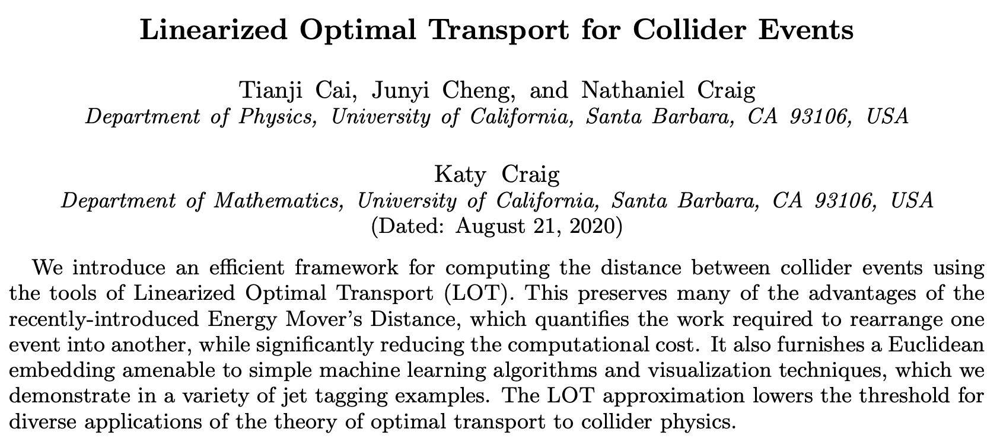 Linearized Optimal Transport for Collider Events
Tianji Cai, Junyi Cheng, and Nathaniel Craig
Department of Physics, University of California, Santa Barbara, CA 93106, USA
Katy Craig
Department of Mathematics, University of California, Santa Barbara, CA 93106, USA
(Dated: August 21, 2020)
We introduce an efficient framework for computing the distance between collider events using
the tools of Linearized Optimal Transport (LOT). This preserves many of the advantages of the
recently-introduced Energy Mover's Distance, which quantifies the work required to rearrange one
event into another, while significantly reducing the computational cost. It also furnishes a Euclidean
embedding amenable to simple machine learning algorithms and visualization techniques, which we
demonstrate in a variety of jet tagging examples. The LOT approximation lowers the threshold for
diverse applications of the theory of optimal transport to collider physics.